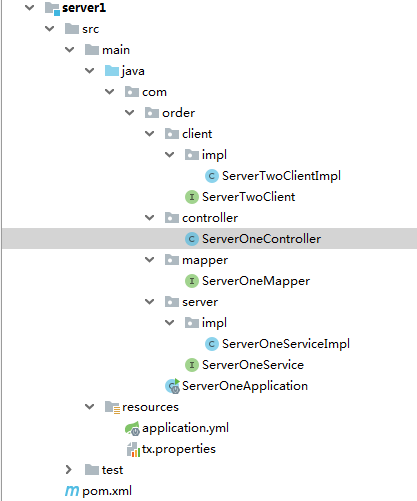 server1
src
main
java
com
order
client
impl
ServerTwoClientImpl
ServerTwoClient
controller
ServerOneController
mapper
ServerOneMapper
server
impl
ServerOneServiceImpl
ServerOneService
ServerOneApplication
resources
application.yml
tx.properties
test
pom.xml